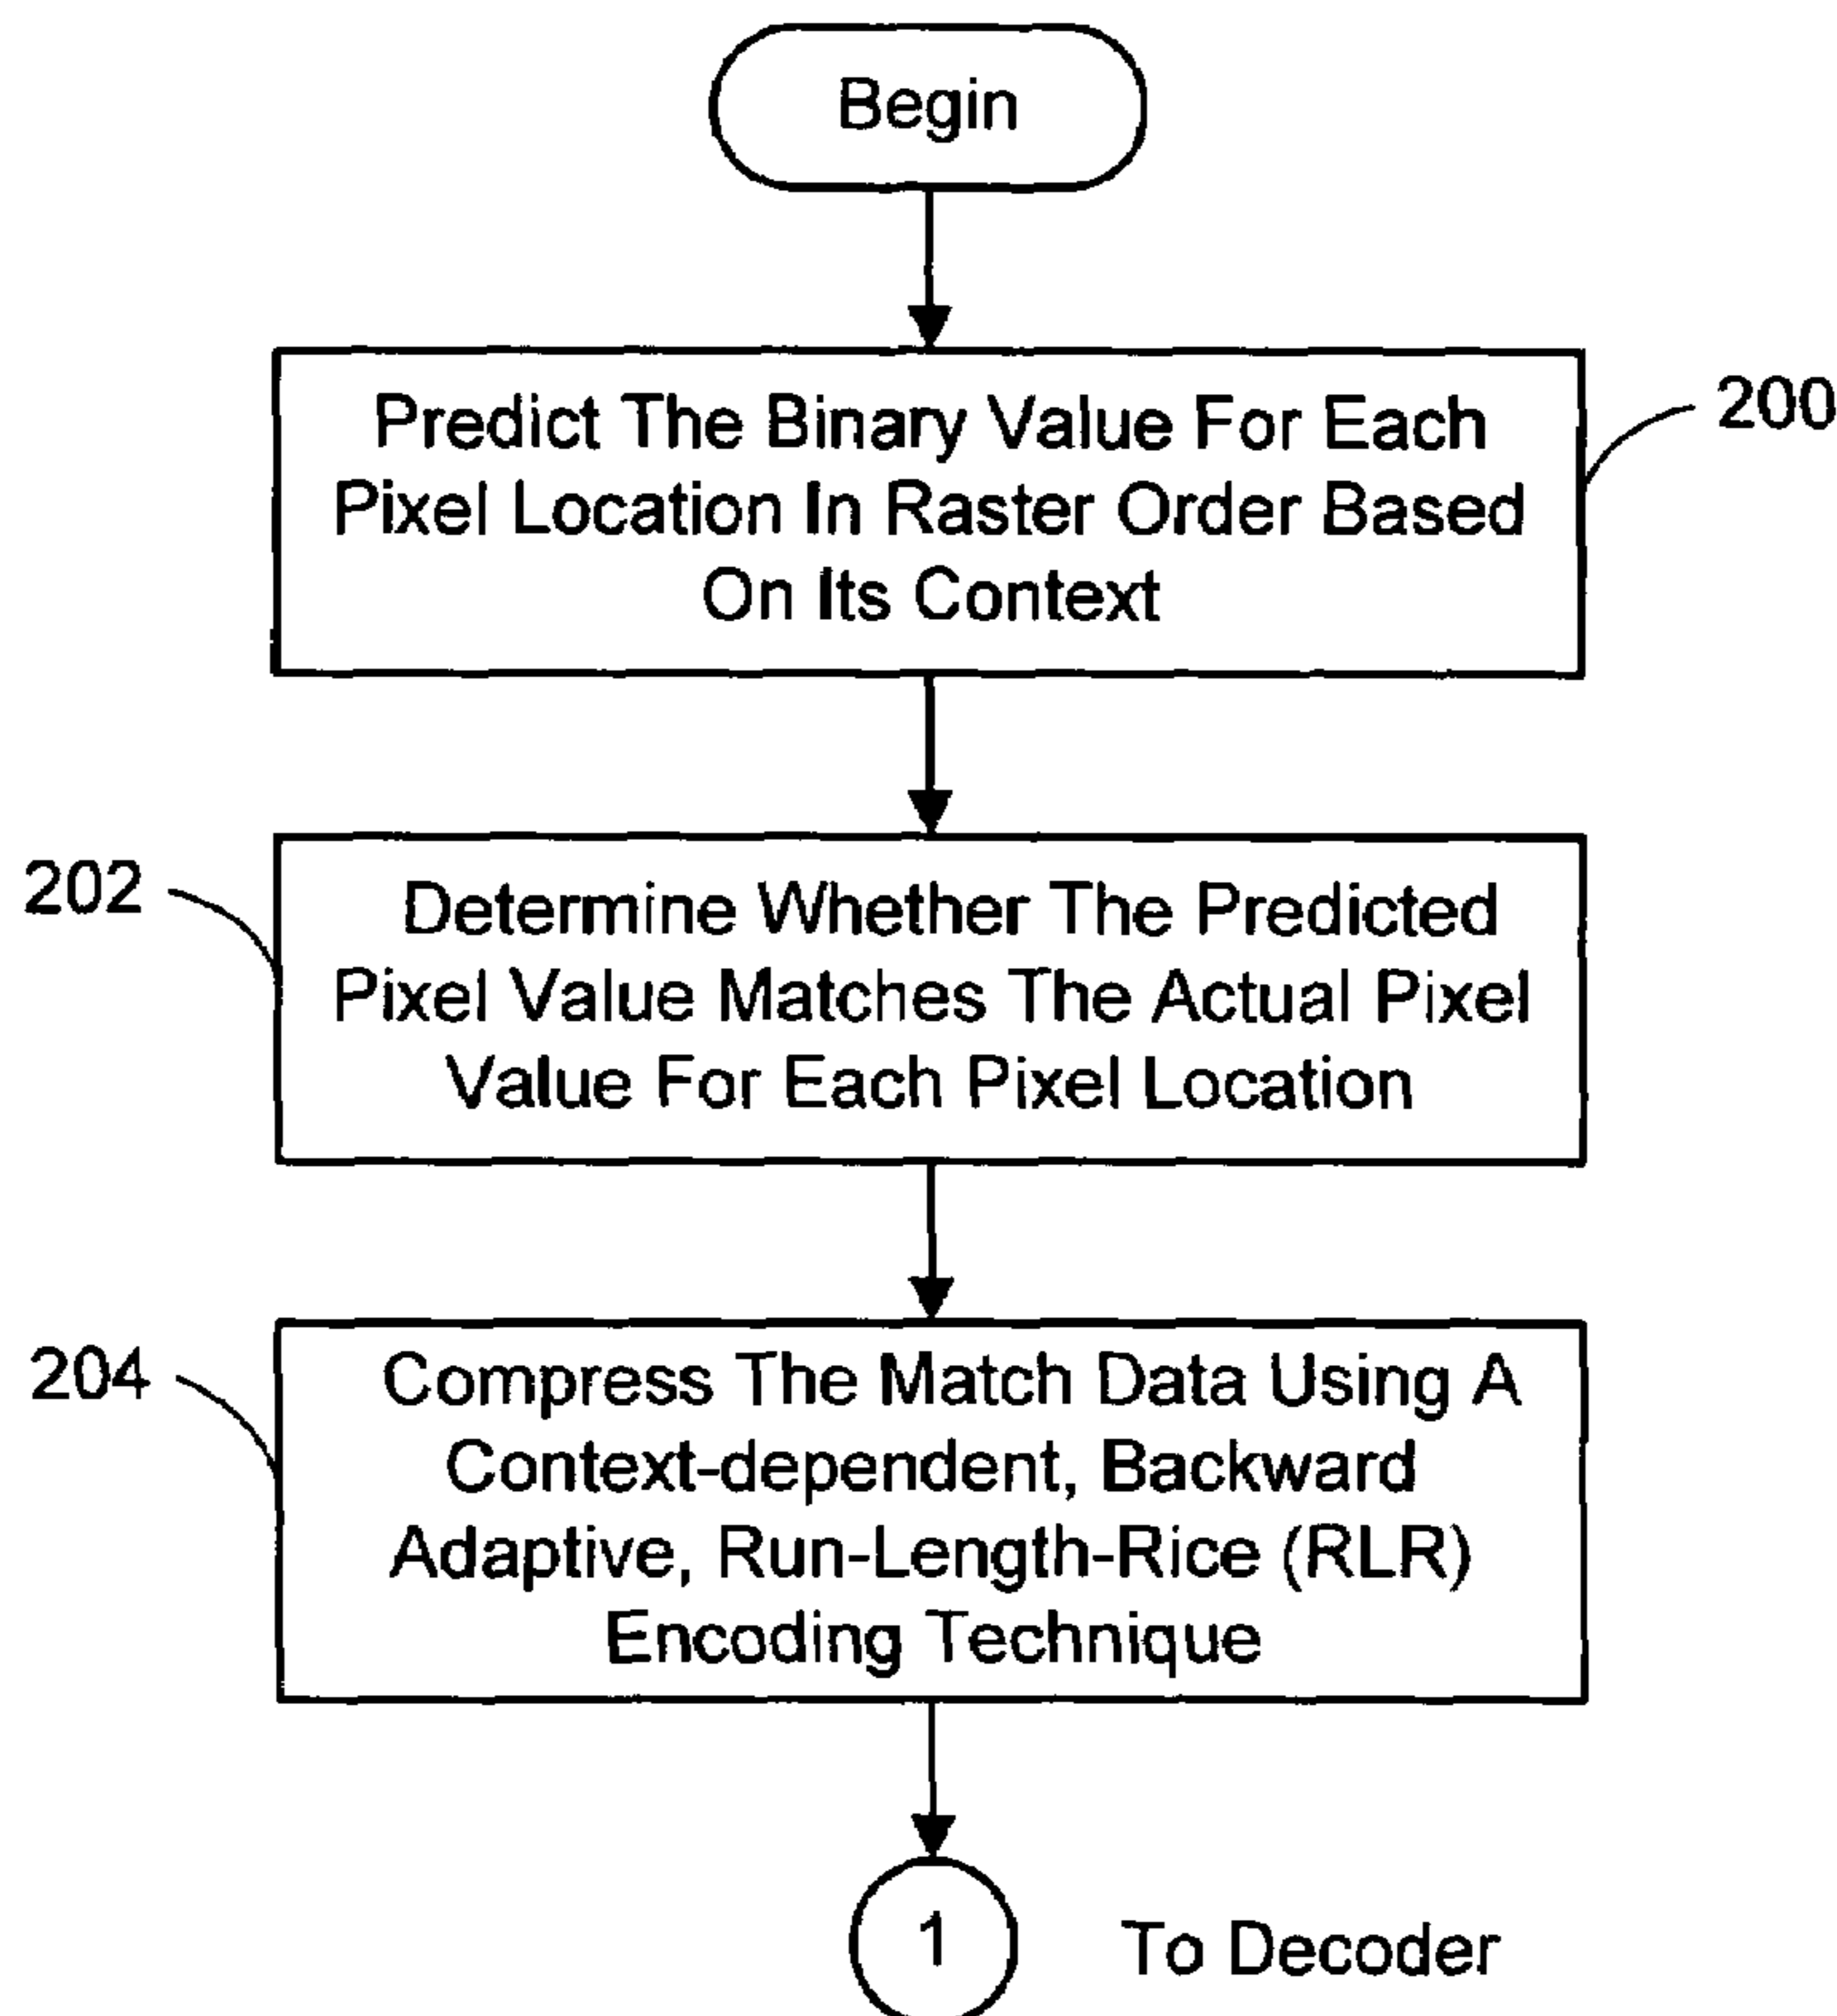 Begin
Predict The Binary Value For Each
Pixel Location In Raster Order Based
On Its Context
200
202
Determine Whether The Predicted
Pixel Value Matches The Actual Pixel
Value For Each Pixel Location
204
Compress The Match Data Using A
Context-dependent, Backward
Adaptive, Run-Length-Rice (RLR)
Encoding Technique
1
To Decoder